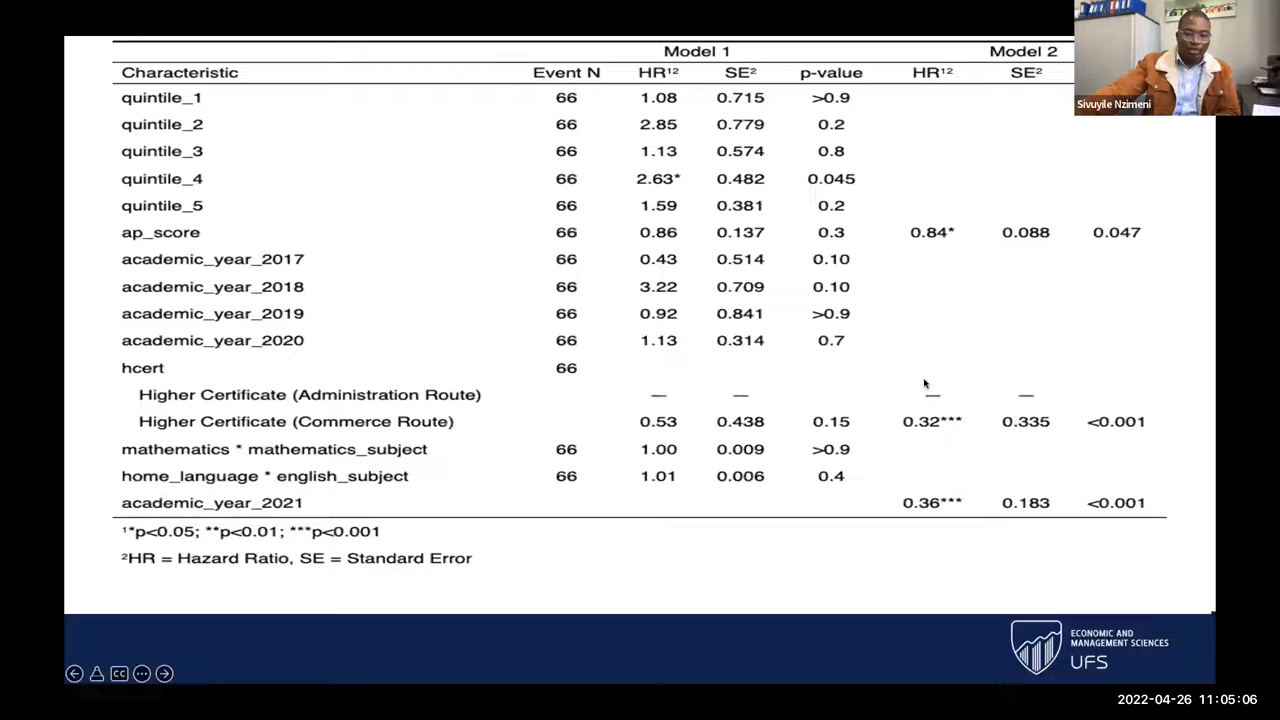 Model 1 Model 2
Characteristic Event N HR¹² SE² p-value HR¹² SE²
quintile_1 66 1.08 0.715 >0.9
quintile_2 66 2.85 0.779 0.2
quintile_3 66 1.13 0.574 0.8
quintile_4 66 2.63* 0.482 0.045
quintile_5 66 1.59 0.381 0.2
ap_score 66 0.86 0.137 0.3 0.84* 0.088 0.047
academic_year_2017 66 0.43 0.514 0.10
academic_year_2018 66 3.22 0.709 0.10
academic_year_2019 66 0.92 0.841 >0.9
academic_year_2020 66 1.13 0.314 0.7
hcert 66
Higher Certificate (Administration Route) — — — —
Higher Certificate (Commerce Route) 0.53 0.438 0.15 0.32*** 0.335 <0.001
mathematics * mathematics_subject 66 1.00 0.009 >0.9
home_language * english_subject 66 1.01 0.006 0.4
academic_year_2021 0.36*** 0.183 <0.001
¹*p<0.05; **p<0.01; ***p<0.001
²HR = Hazard Ratio, SE = Standard Error
Sivuyile Nzimeni
ECONOMIC AND
MANAGEMENT SCIENCES
UFS
CC
2022-04-26 11:05:06